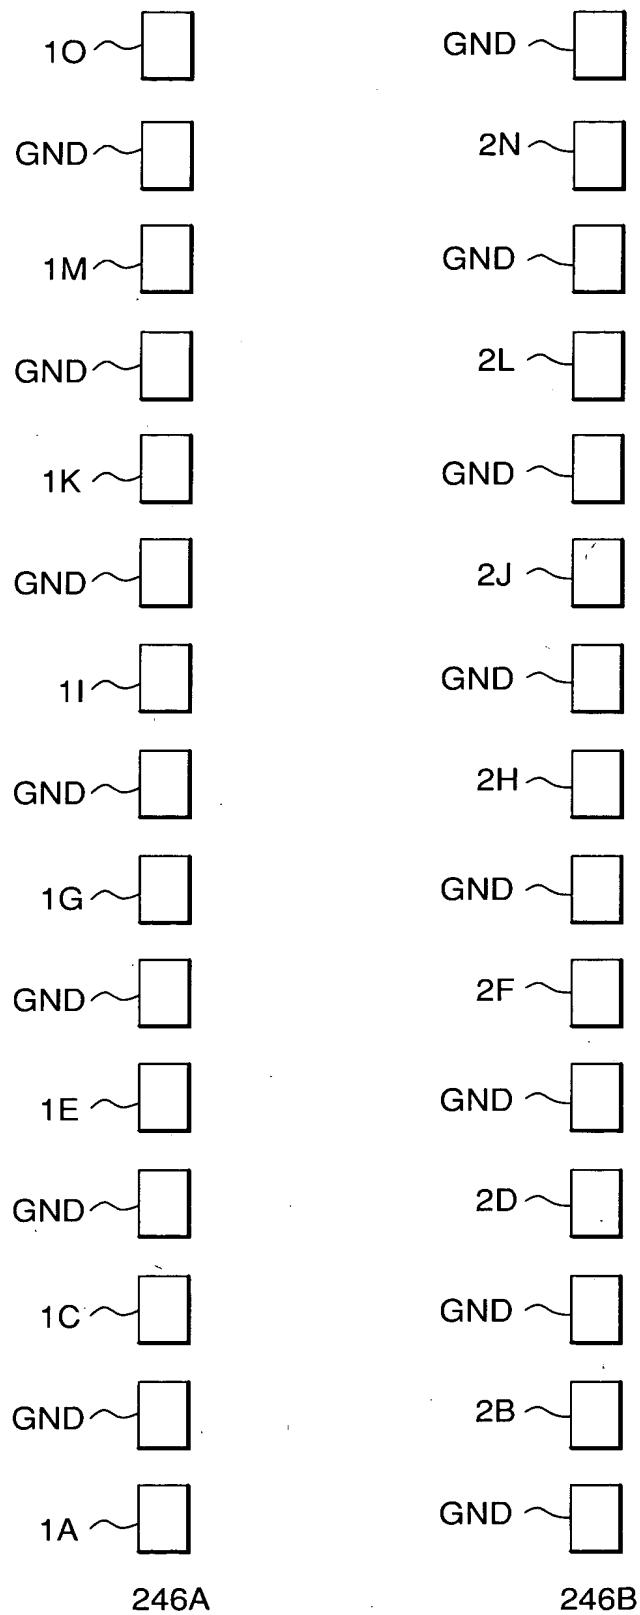 1O GND
GND 2N
1M GND
GND 2L
1K GND
GND 2J
1I GND
GND 2H
1G GND
GND 2F
1E GND
GND 2D
1C GND
GND 2B
1A GND
246A 246B